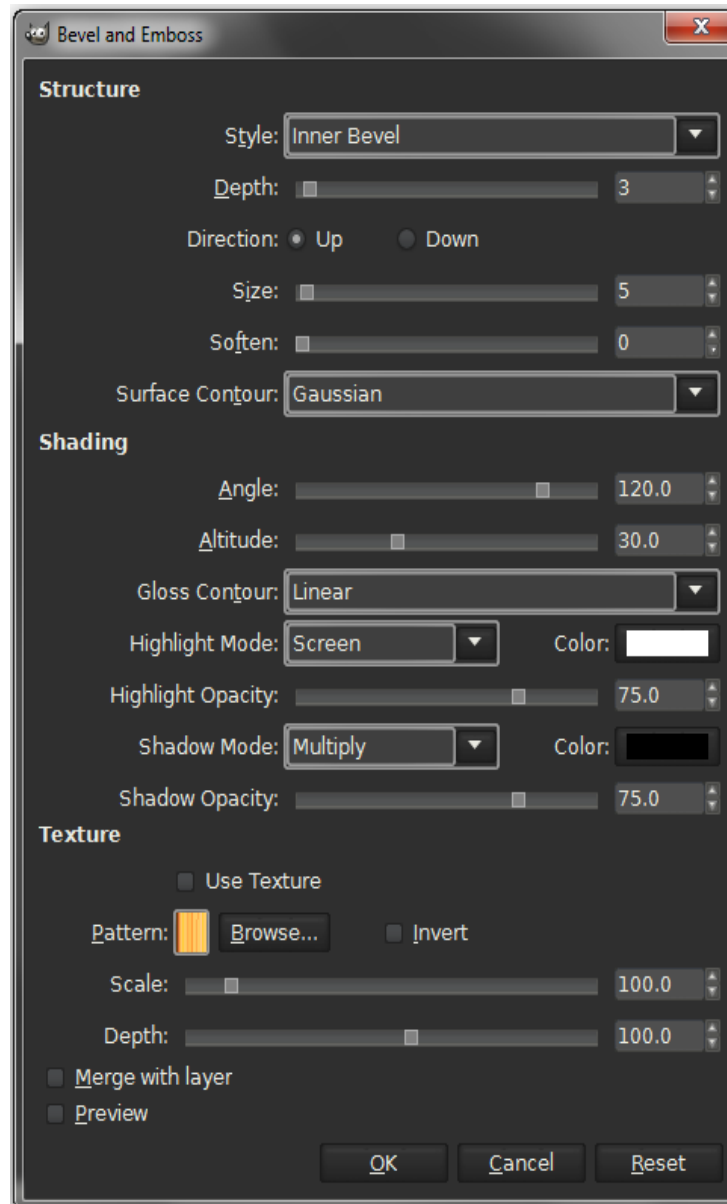 Bevel and Emboss
Structure
Style: Inner Bevel
Depth: 3
Direction: Up Down
Size: 5
Soften: 0
Surface Contour: Gaussian
Shading
Angle: 120.0
Altitude: 30.0
Gloss Contour: Linear
Highlight Mode: Screen Color:
Highlight Opacity: 75.0
Shadow Mode: Multiply Color:
Shadow Opacity: 75.0
Texture
Use Texture
Pattern: Browse... Invert
Scale: 100.0
Depth: 100.0
Merge with layer
Preview
OK Cancel Reset